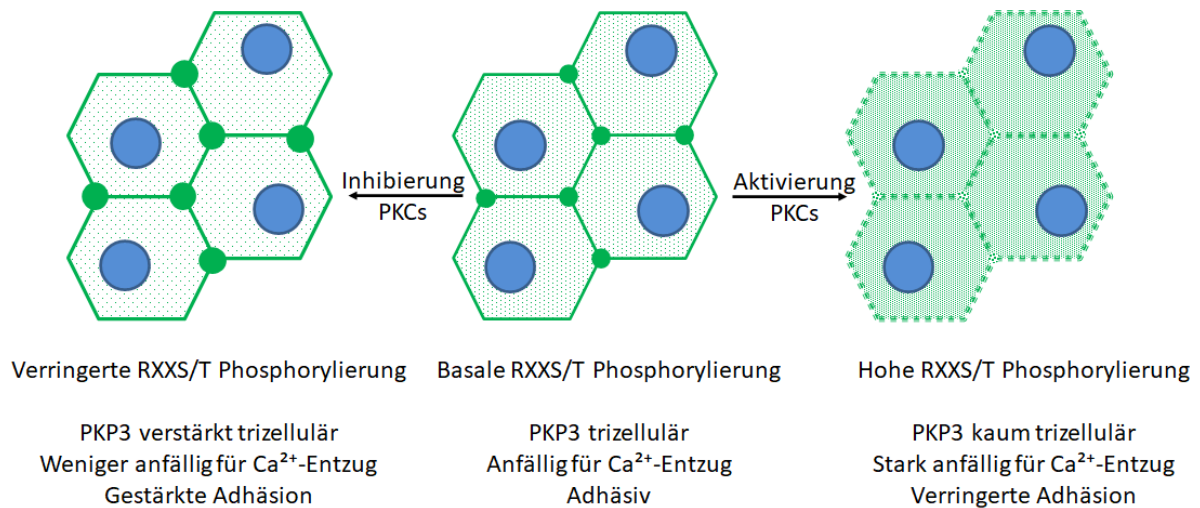 Inhibierung
PKCs
Aktivierung
PKCs
Verringerte RXXS/T Phosphorylierung
Basale RXXS/T Phosphorylierung
Hohe RXXS/T Phosphorylierung
PKP3 verstärkt trizellulär
Weniger anfällig für Ca²⁺-Entzug
Gestärkte Adhäsion
PKP3 trizellulär
Anfällig für Ca²⁺-Entzug
Adhäsiv
PKP3 kaum trizellulär
Stark anfällig für Ca²⁺-Entzug
Verringerte Adhäsion